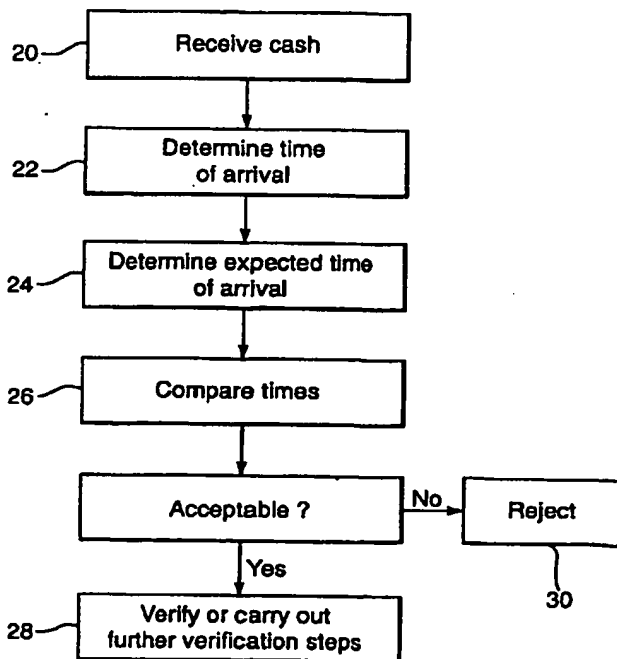 20
Receive cash
22
Determine time
of arrival
24
Determine expected time
of arrival
26
Compare times
Acceptable ?
No
Reject
30
Yes
28
Verify or carry out
further verification steps